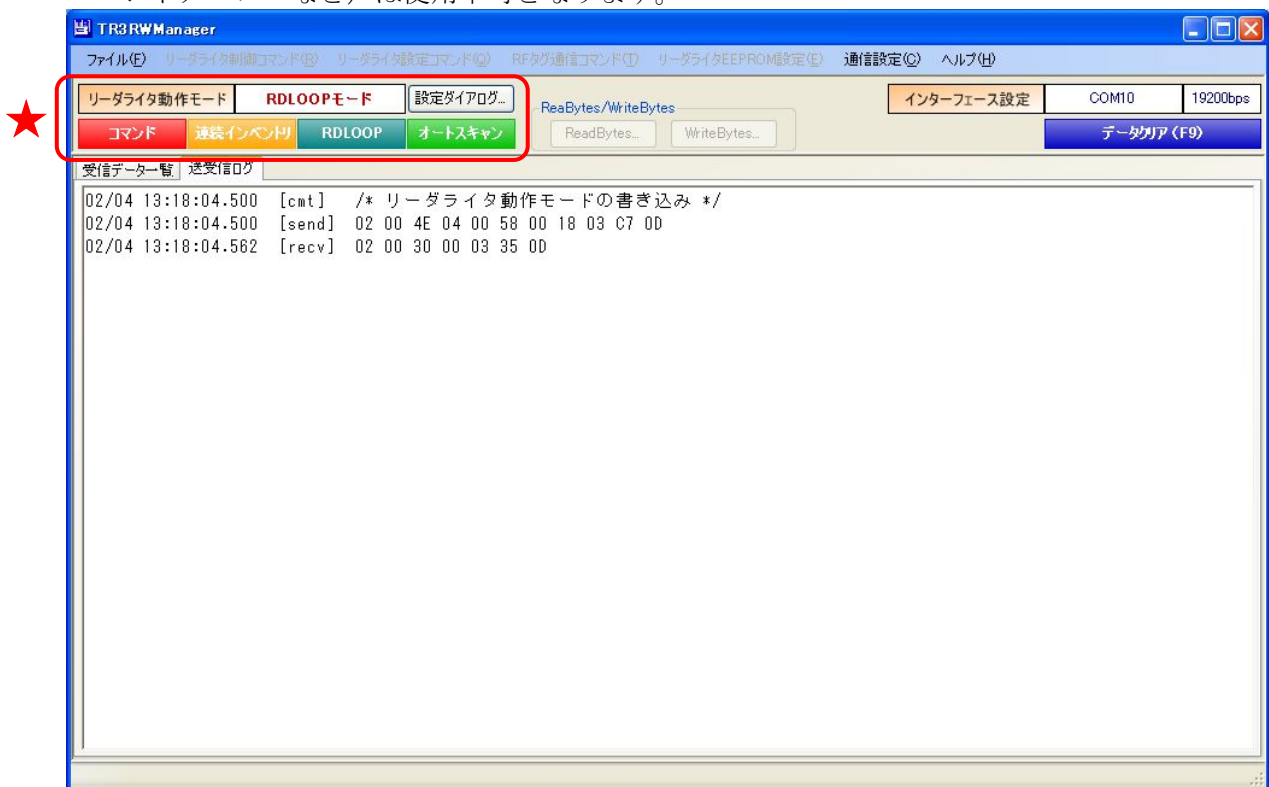 は使用不可となります。
TR3RWManager
ファイル(F) リーダライタ制御コマンド(R) リーダライタ設定コマンド(Q) RFタグ通信コマンド(T) リーダライタEEPROM設定(E) 通信設定(C) ヘルプ(H)
リーダライタ動作モード RDLOOPモード 設定ダイアログ... ReaBytes/WriteBytes インターフェース設定 COM10 19200bps
コマンド 連続インベントリ RDLOOP オートスキャン ReadBytes... WriteBytes... データクリア(F9)
受信データ一覧 送受信ログ
02/04 13:18:04.500 [cmt] /* リーダライタ動作モードの書き込み */
02/04 13:18:04.500 [send] 02 00 4E 04 00 58 00 18 03 C7 0D
02/04 13:18:04.562 [recv] 02 00 30 00 03 35 0D